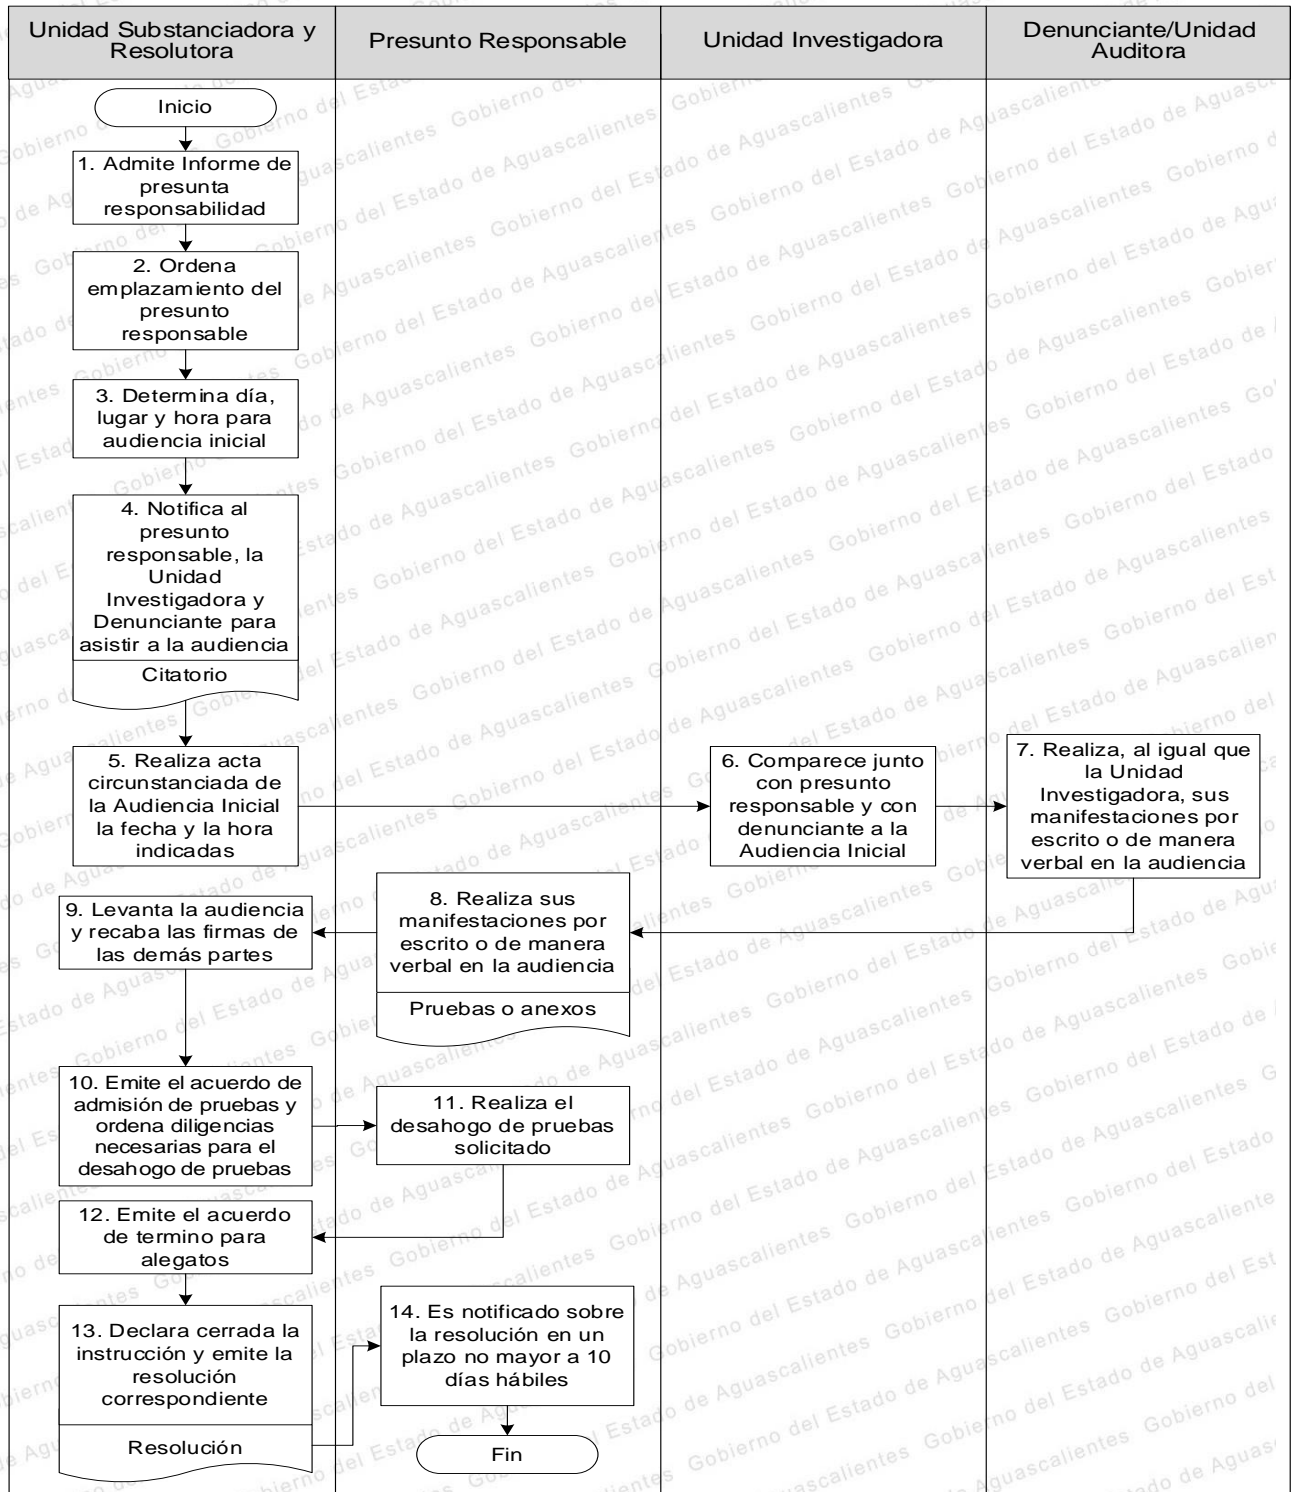 Unidad Substanciadora y
Resolutora
Presunto Responsable
Unidad Investigadora
Denunciante/Unidad
Auditora
Inicio
1. Admite Informe de
presunta
responsabilidad
2. Ordena
emplazamiento del
presunto
responsable
3. Determina día,
lugar y hora para
audiencia inicial
4. Notifica al
presunto
responsable, la
Unidad
Investigadora y
Denunciante para
asistir a la audiencia
Citatorio
5. Realiza acta
circunstanciada de
la Audiencia Inicial
la fecha y la hora
indicadas
6. Comparece junto
con presunto
responsable y con
denunciante a la
Audiencia Inicial
7. Realiza, al igual que
la Unidad
Investigadora, sus
manifestaciones por
escrito o de manera
verbal en la audiencia
8. Realiza sus
manifestaciones por
escrito o de manera
verbal en la audiencia
Pruebas o anexos
9. Levanta la audiencia
y recaba las firmas de
las demás partes
10. Emite el acuerdo de
admisión de pruebas y
ordena diligencias
necesarias para el
desahogo de pruebas
11. Realiza el
desahogo de pruebas
solicitado
12. Emite el acuerdo
de termino para
alegatos
13. Declara cerrada la
instrucción y emite la
resolución
correspondiente
Resolución
14. Es notificado sobre
la resolución en un
plazo no mayor a 10
días hábiles
Fin
Gobierno del Estado de Aguascalientes